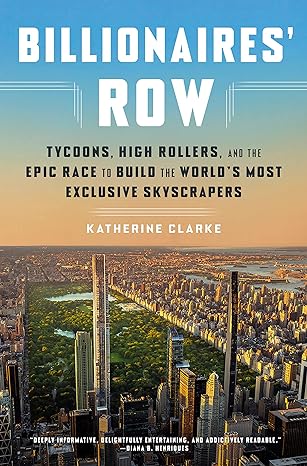 BILLIONAIRES'
ROW
TYCOONS, HIGH ROLLERS, AND THE
EPIC RACE TO BUILD THE WORLD'S MOST
EXCLUSIVE SKYSCRAPERS
KATHERINE CLARKE
"DEEPLY INFORMATIVE, DELIGHTFULLY ENTERTAINING, AND ADDICTIVELY READABLE."
DIANA B. HENRIQUES